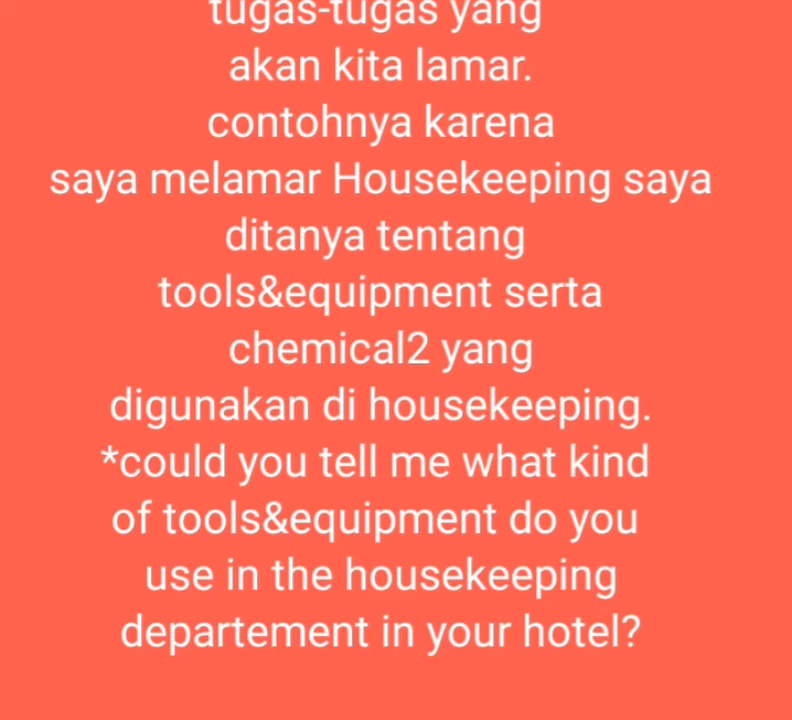 tugas-tugas yang
akan kita lamar.
contohnya karena
saya melamar Housekeeping saya
ditanya tentang
tools&equipment serta
chemical2 yang
digunakan di housekeeping.
*could you tell me what kind
of tools&equipment do you
use in the housekeeping
departement in your hotel?